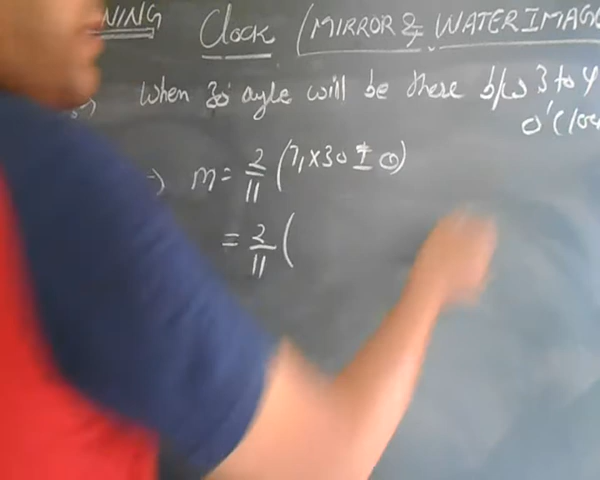 NING Clock (MIRROR & WATER IMAGE
When 30° angle will be there b/w 3 to 4
O'Clock
m = 2/11 (T₁ × 30 ± θ)
= 2/11 (